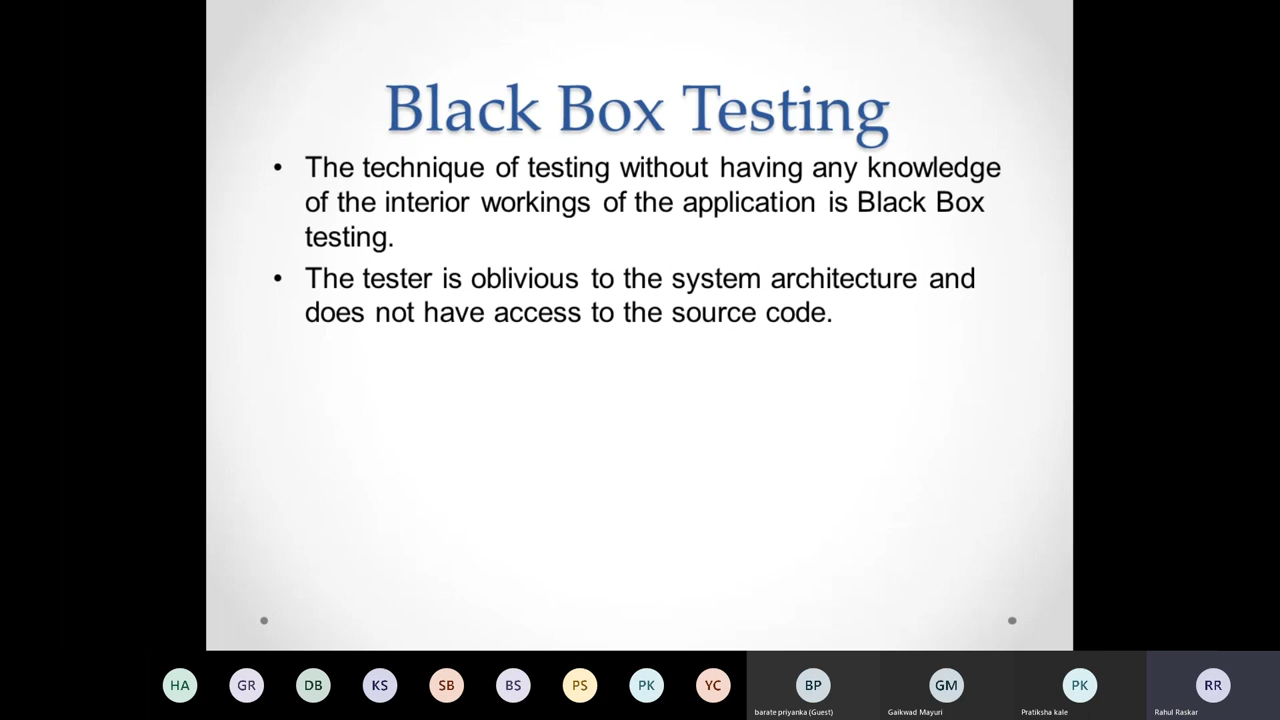 Black Box Testing
• The technique of testing without having any knowledge
of the interior workings of the application is Black Box
testing.
• The tester is oblivious to the system architecture and
does not have access to the source code.
HA GR DB KS SB BS PS PK YC BP GM PK RR
barate priyanka (Guest) Gaikwad Mayuri Pratiksha kale Rahul Raskar